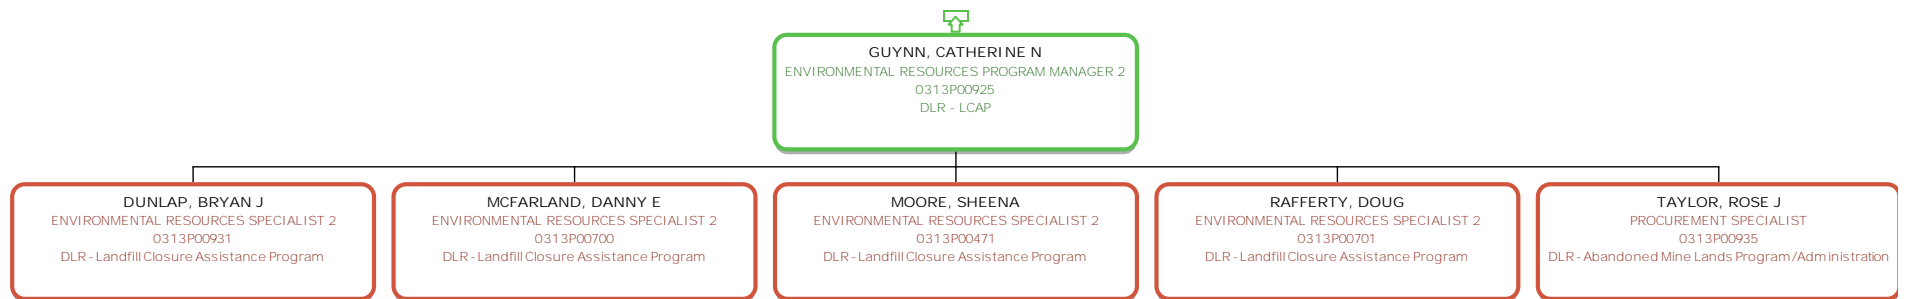 GUYNN, CATHERINE N
ENVIRONMENTAL RESOURCES PROGRAM MANAGER 2
0313P00925
DLR - LCAP
DUNLAP, BRYAN J
ENVIRONMENTAL RESOURCES SPECIALIST 2
0313P00931
DLR - Landfill Closure Assistance Program
MCFARLAND, DANNY E
ENVIRONMENTAL RESOURCES SPECIALIST 2
0313P00700
DLR - Landfill Closure Assistance Program
MOORE, SHEENA
ENVIRONMENTAL RESOURCES SPECIALIST 2
0313P00471
DLR - Landfill Closure Assistance Program
RAFFERTY, DOUG
ENVIRONMENTAL RESOURCES SPECIALIST 2
0313P00701
DLR - Landfill Closure Assistance Program
TAYLOR, ROSE J
PROCUREMENT SPECIALIST
0313P00935
DLR - Abandoned Mine Lands Program/Administration